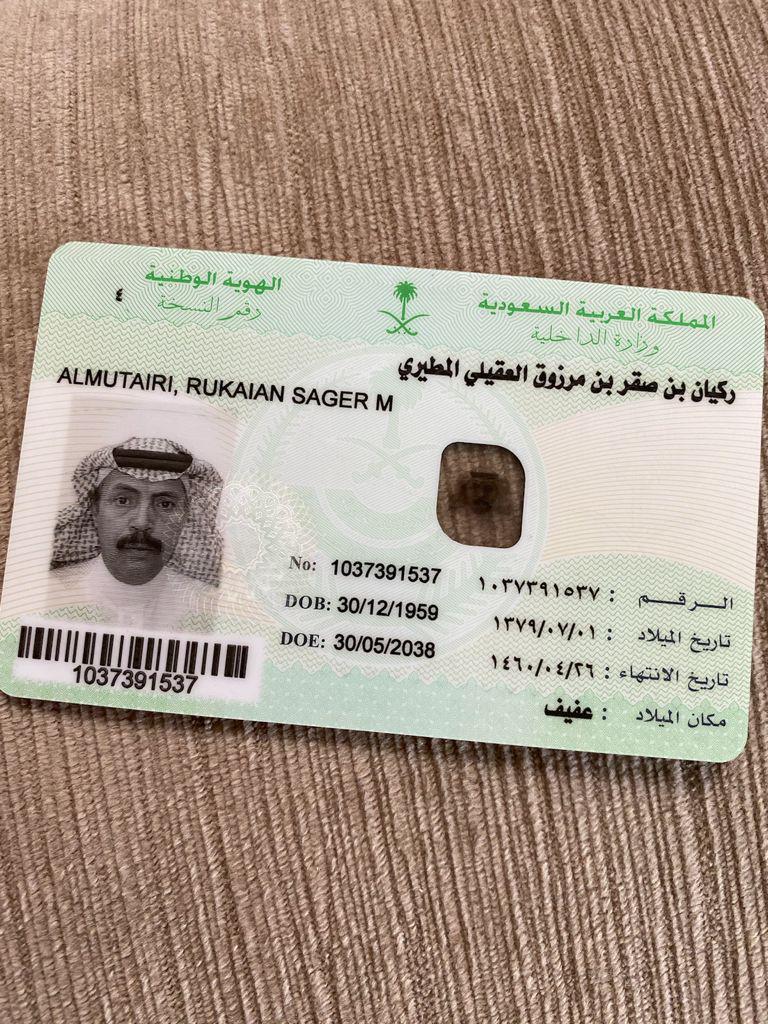 المملكة العربية السعودية
وزارة الداخلية
الهوية الوطنية
رقم النسخة ٤
ركيان بن صقر بن مرزوق العقيلي المطيري
ALMUTAIRI, RUKAIAN SAGER M
الـرقـــم : ١٠٣٧٣٩١٥٣٧
No: 1037391537
تاريخ الميلاد : ١٣٧٩/٠٧/٠١
DOB: 30/12/1959
تاريخ الانتهاء : ١٤٦٠/٠٤/٢٦
DOE: 30/05/2038
مكان الميلاد : عفيف
1037391537